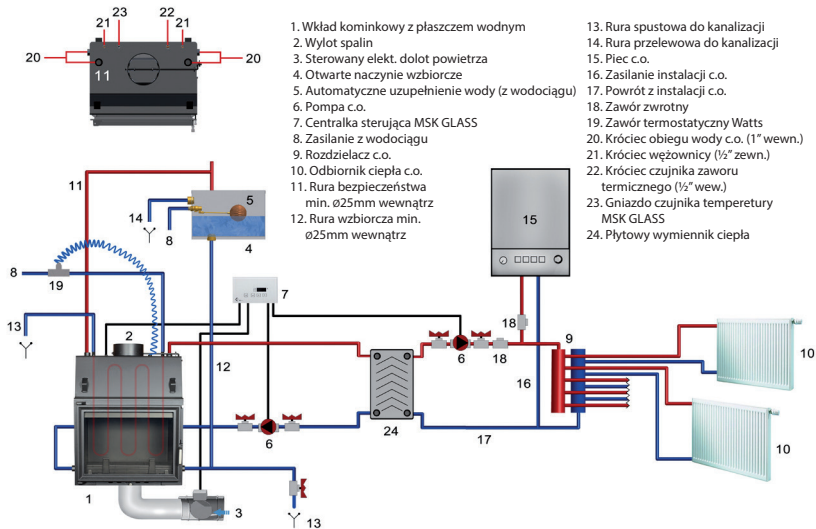 21 23 22 21
20 20
11
1. Wkład kominkowy z płaszczem wodnym
2. Wylot spalin
3. Sterowany elekt. dolot powietrza
4. Otwarte naczynie wzbiorcze
5. Automatyczne uzupełnienie wody (z wodociągu)
6. Pompa c.o.
7. Centralka sterująca MSK GLASS
8. Zasilanie z wodociągu
9. Rozdzielacz c.o.
10. Odbiornik ciepła c.o.
11. Rura bezpieczeństwa
min. ø25mm wewnątrz
12. Rura wzbiorcza min.
ø25mm wewnątrz
13. Rura spustowa do kanalizacji
14. Rura przelewowa do kanalizacji
15. Piec c.o.
16. Zasilanie instalacji c.o.
17. Powrót z instalacji c.o.
18. Zawór zwrotny
19. Zawór termostatyczny Watts
20. Króciec obiegu wody c.o. (1” wewn.)
21. Króciec wężownicy (½” zewn.)
22. Króciec czujnika zaworu
termicznego (½” wew.)
23. Gniazdo czujnika temperetury
MSK GLASS
24. Płytowy wymiennik ciepła
11
5
14
8
4
15
8
19
7
13
2
18
9
6
18
10
12
16
24
6
17
10
1
3
13